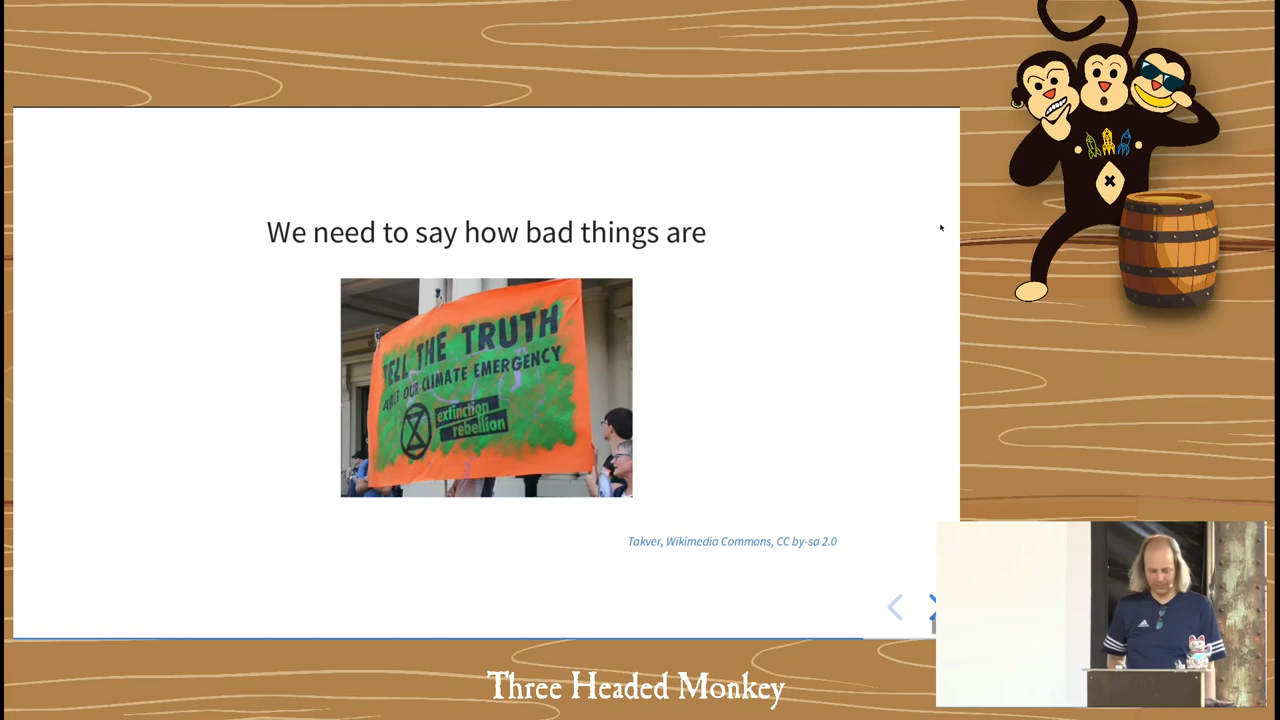 We need to say how bad things are
TELL THE TRUTH
ABOUT OUR CLIMATE EMERGENCY
extinction
rebellion
Takver, Wikimedia Commons, CC by-sa 2.0
Three Headed Monkey